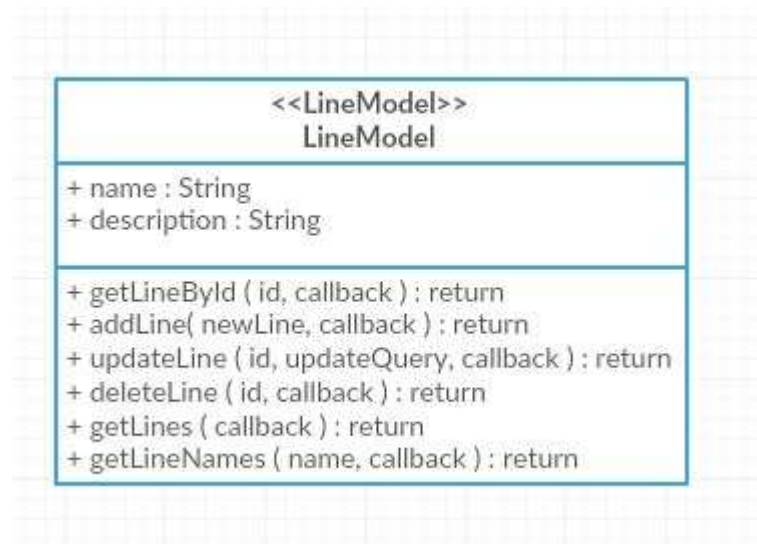 <<LineModel>>
LineModel
+ name : String
+ description : String
+ getLineById ( id, callback ) : return
+ addLine( newLine, callback ) : return
+ updateLine ( id, updateQuery, callback ) : return
+ deleteLine ( id, callback ) : return
+ getLines ( callback ) : return
+ getLineNames ( name, callback ) : return